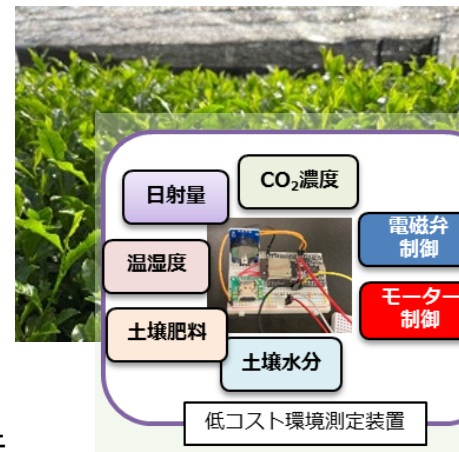 日射量
CO₂濃度
電磁弁
制御
温湿度
モーター
制御
土壌肥料
土壌水分
低コスト環境測定装置